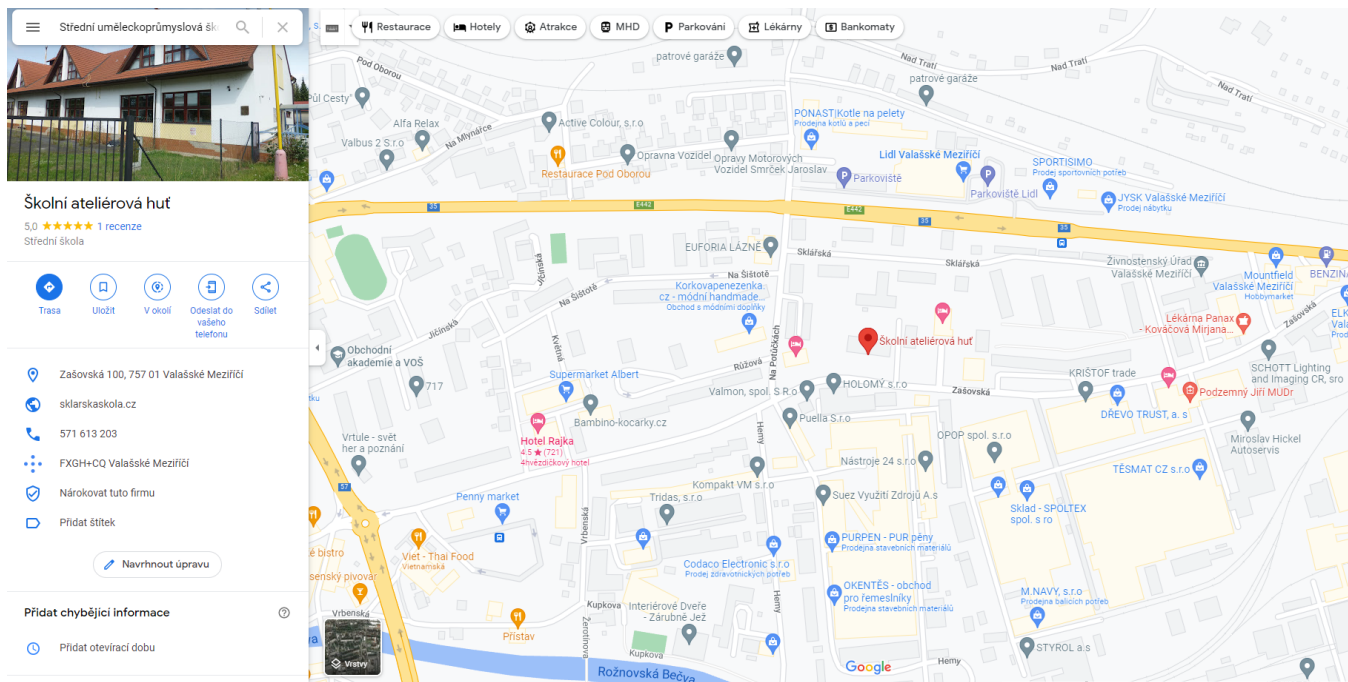 Střední uměleckoprůmyslová ško
Restaurace
Hotely
Atrakce
MHD
Parkování
Lékárny
Bankomaty
Školní ateliérová huť
5,0 1 recenze
Střední škola
Trasa
Uložit
V okolí
Odeslat do
vašeho
telefonu
Sdílet
Zašovská 100, 757 01 Valašské Meziříčí
sklarskaskola.cz
571 613 203
FXGH+CQ Valašské Meziříčí
Nárokovat tuto firmu
Přidat štítek
Navrhnout úpravu
Přidat chybějící informace
Přidat otevírací dobu
patrové garáže
Nad Tratí
Nad Tratí
patrové garáže
Nad Tratí
Pod Oborou
Půl Cesty
Alfa Relax
Na Mlynářce
Valbus 2 S.r.o
Active Colour, s.r.o
Restaurace Pod Oborou
Opravna Vozidel
Opravy Motorových
Vozidel Smrček Jaroslav
PONAST|Kotle na pelety
Prodejna kotlů a pecí
Lidl Valašské Meziříčí
Parkoviště
Parkoviště Lidl
SPORTISIMO
Prodej sportovních potřeb
JYSK Valašské Meziříčí
Prodej nábytku
35
E442
E442
35
35
EUFORIA LÁZNĚ
Sklářská
Sklářská
Živnostenský Úřad
Valašské Meziříčí
Mountfield
Valašské Meziříčí
Hobbymarket
BENZINA
Jičínská
Na Šištotě
Na Šištotě
Korkovapenezenka.
cz - módní handmade...
Obchod s módními doplňky
Jičínská
Květná
Na Potůčkách
Růžová
Školní ateliérová huť
Lékárna Panax
- Kováčová Mirjana...
Zašovská
ELK
Vala
Prod
Obchodní
akademie a VOŠ
717
Supermarket Albert
Bambino-kocarky.cz
Valmon, spol. S R.o
HOLOMÝ s.r.o
Zašovská
KRIŠTOF trade
SCHOTT Lighting
and Imaging CR, sro
Podzemný Jiří MUDr
DŘEVO TRUST, a. s
Puella S.r.o
Hemy
Hotel Rajka
4,5 ★ (721)
4hvězdičkový hotel
Vrtule - svět
her a poznání
OPOP spol. s.r.o
Miroslav Hickel
Autoservis
Nástroje 24 s.r.o
TĚSMAT CZ s.r.o
57
Penny market
Kompakt VM s.r.o
Tridas, s.r.o
Suez Využití Zdrojů A.s
Sklad - SPOLTEX
spol. s ro
Vrbenská
PURPEN - PUR pěny
Prodejna stavebních materiálů
é bistro
Viet - Thai Food
Vietnamská
Codaco Electronic s.r.o
Prodej zdravotnických potřeb
senský pivovar
OKENTĚS - obchod
pro řemeslníky
Prodejna stavebních materiálů
M.NAVY, s.r.o
Prodejna balicích potřeb
Vrbenská
Kupkova
Interiérové Dveře
- Zárubně Jež
Hemy
Přístav
Žerotínova
Kupkova
STYROL a.s
Vrstvy
Rožnovská Bečva
Google
Hemy